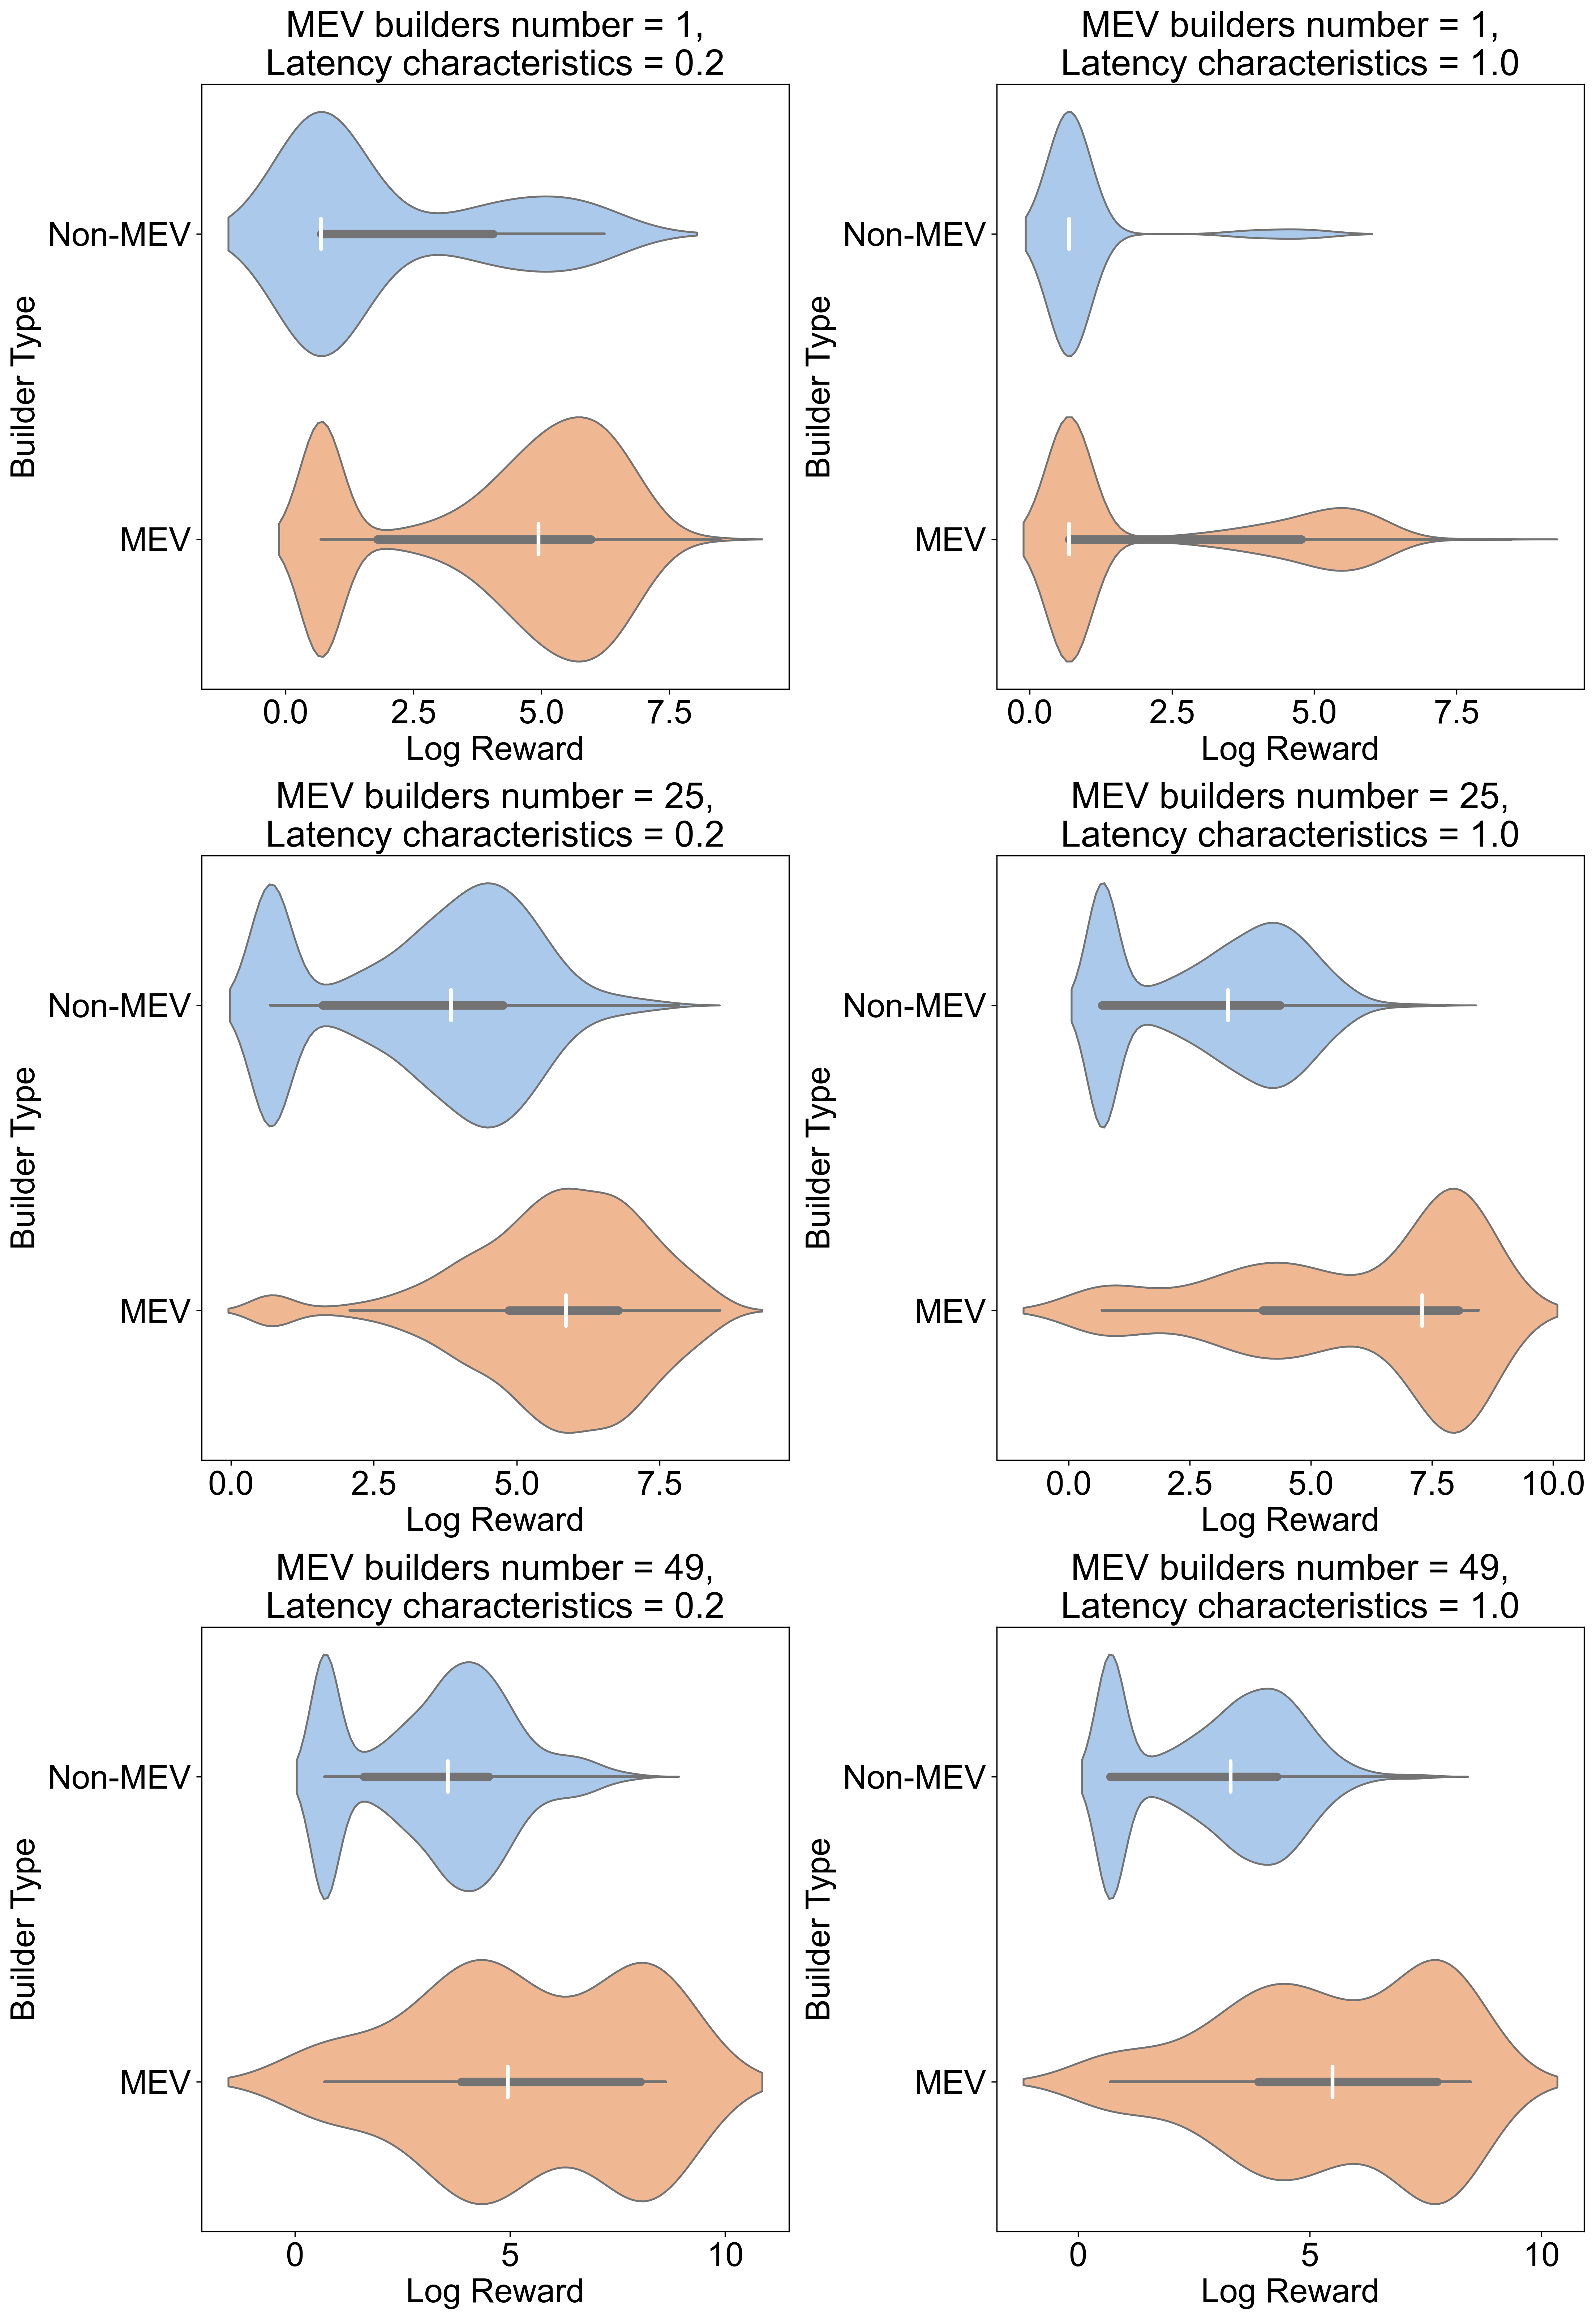 MEV builders number = 1,
Latency characteristics = 0.2
Builder Type
Non-MEV
MEV
0.0 2.5 5.0 7.5
Log Reward
MEV builders number = 1,
Latency characteristics = 1.0
Builder Type
Non-MEV
MEV
0.0 2.5 5.0 7.5
Log Reward
MEV builders number = 25,
Latency characteristics = 0.2
Builder Type
Non-MEV
MEV
0.0 2.5 5.0 7.5
Log Reward
MEV builders number = 25,
Latency characteristics = 1.0
Builder Type
Non-MEV
MEV
0.0 2.5 5.0 7.5 10.0
Log Reward
MEV builders number = 49,
Latency characteristics = 0.2
Builder Type
Non-MEV
MEV
0 5 10
Log Reward
MEV builders number = 49,
Latency characteristics = 1.0
Builder Type
Non-MEV
MEV
0 5 10
Log Reward